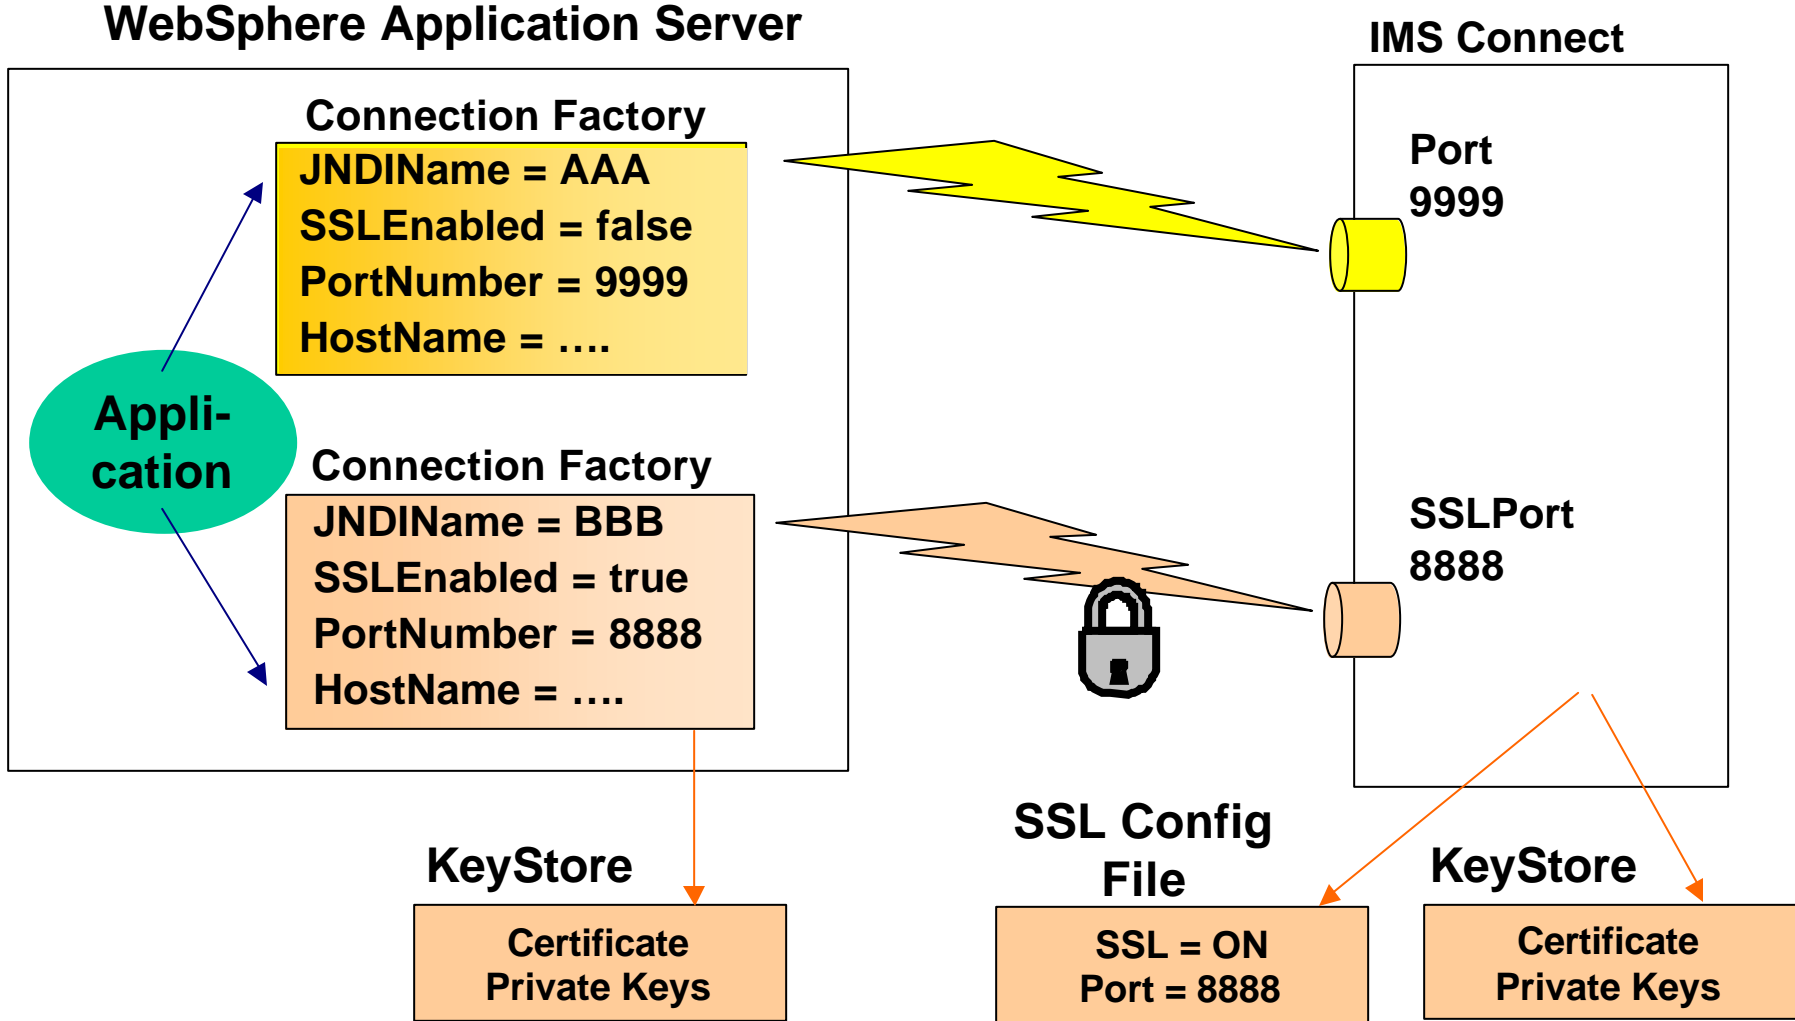 WebSphere Application Server
IMS Connect
Connection Factory
JNDIName = AAA
SSLEnabled = false
PortNumber = 9999
HostName = ….
Port
9999
Appli-
cation
Connection Factory
JNDIName = BBB
SSLEnabled = true
PortNumber = 8888
HostName = ….
SSLPort
8888
KeyStore
Certificate
Private Keys
SSL Config
File
SSL = ON
Port = 8888
KeyStore
Certificate
Private Keys